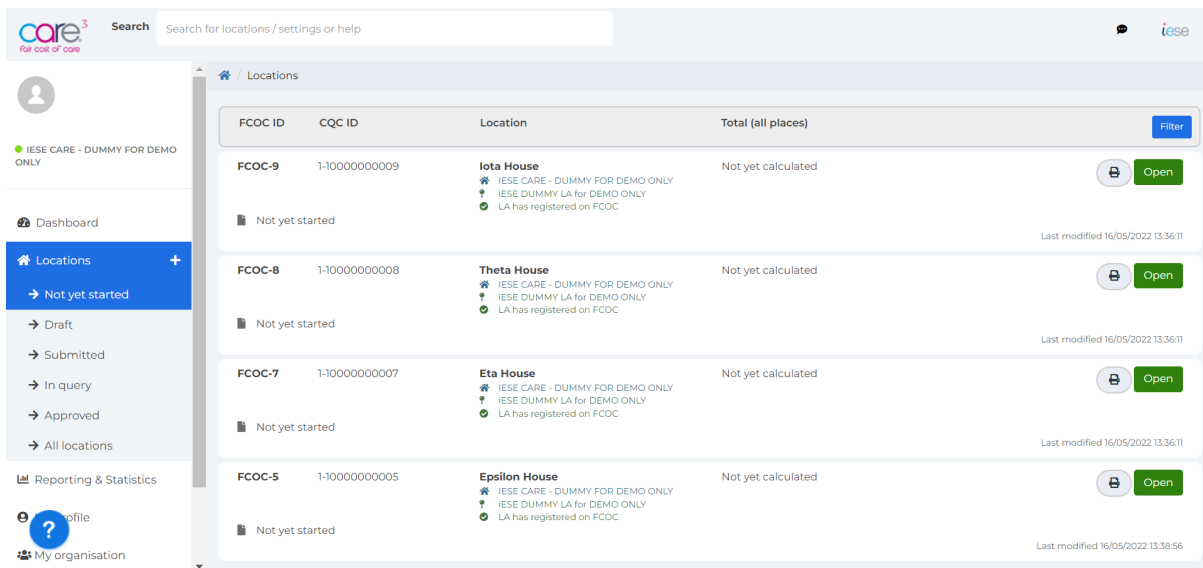 care3
fair cost of care
Search
Search for locations / settings or help
iese
/ Locations
IESE CARE - DUMMY FOR DEMO
ONLY
Dashboard
Locations +
Not yet started
Draft
Submitted
In query
Approved
All locations
Reporting & Statistics
ofile
?
My organisation
FCOC ID CQC ID Location Total (all places) Filter
FCOC-9 1-10000000009 Iota House Not yet calculated Open
IESE CARE - DUMMY FOR DEMO ONLY
iESE DUMMY LA for DEMO ONLY
LA has registered on FCOC
Not yet started
Last modified 16/05/2022 13:36:11
FCOC-8 1-10000000008 Theta House Not yet calculated Open
IESE CARE - DUMMY FOR DEMO ONLY
iESE DUMMY LA for DEMO ONLY
LA has registered on FCOC
Not yet started
Last modified 16/05/2022 13:36:11
FCOC-7 1-10000000007 Eta House Not yet calculated Open
IESE CARE - DUMMY FOR DEMO ONLY
iESE DUMMY LA for DEMO ONLY
LA has registered on FCOC
Not yet started
Last modified 16/05/2022 13:36:11
FCOC-5 1-10000000005 Epsilon House Not yet calculated Open
IESE CARE - DUMMY FOR DEMO ONLY
iESE DUMMY LA for DEMO ONLY
LA has registered on FCOC
Not yet started
Last modified 16/05/2022 13:38:56